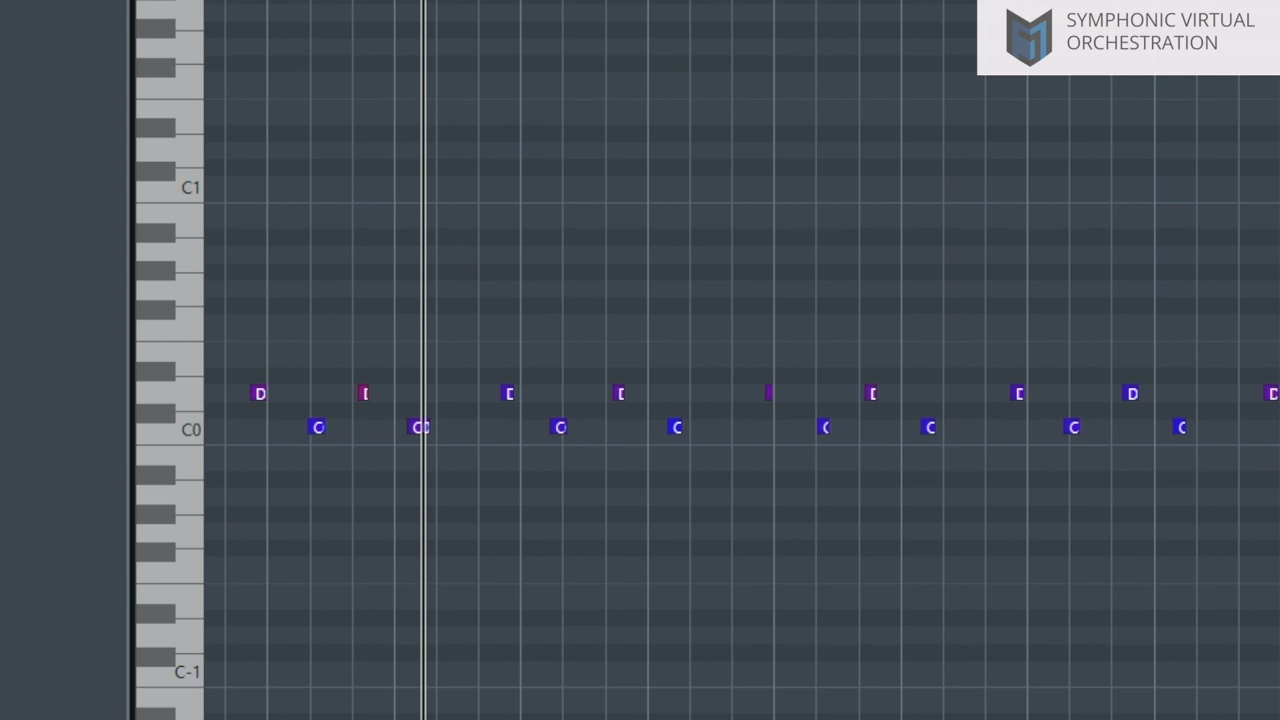 SYMPHONIC VIRTUAL
ORCHESTRATION
C1
D D D D D D D D
C0 C C C C C C C C C
C-1